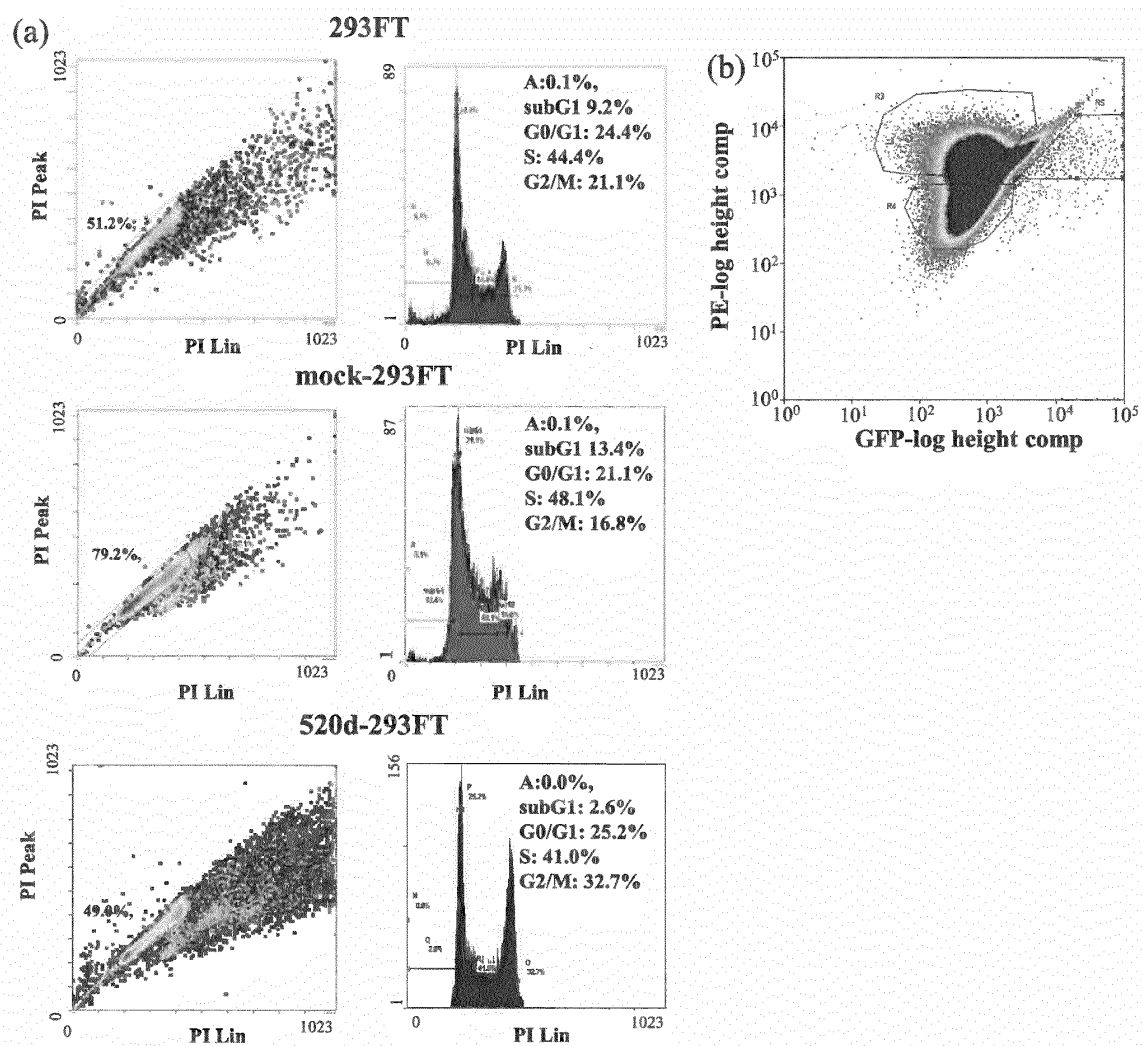 (a)
293FT
1023
PI Peak
51.2%,
0
0
1023
PI Lin
89
A:0.1%,
subG1 9.2%
G0/G1: 24.4%
S: 44.4%
G2/M: 21.1%
1
0
1023
PI Lin
(b)
PE-log height comp
10^5
10^4
10^3
10^2
10^1
10^0
R3
R5
R4
10^0
10^1
10^2
10^3
10^4
10^5
GFP-log height comp
mock-293FT
1023
PI Peak
79.2%,
0
0
1023
PI Lin
87
A:0.1%,
subG1 13.4%
G0/G1: 21.1%
S: 48.1%
G2/M: 16.8%
1
0
1023
PI Lin
520d-293FT
1023
PI Peak
49.0%,
0
0
1023
PI Lin
156
P
25.2%
A:0.0%,
subG1: 2.6%
G0/G1: 25.2%
S: 41.0%
G2/M: 32.7%
1
0
1023
PI Lin